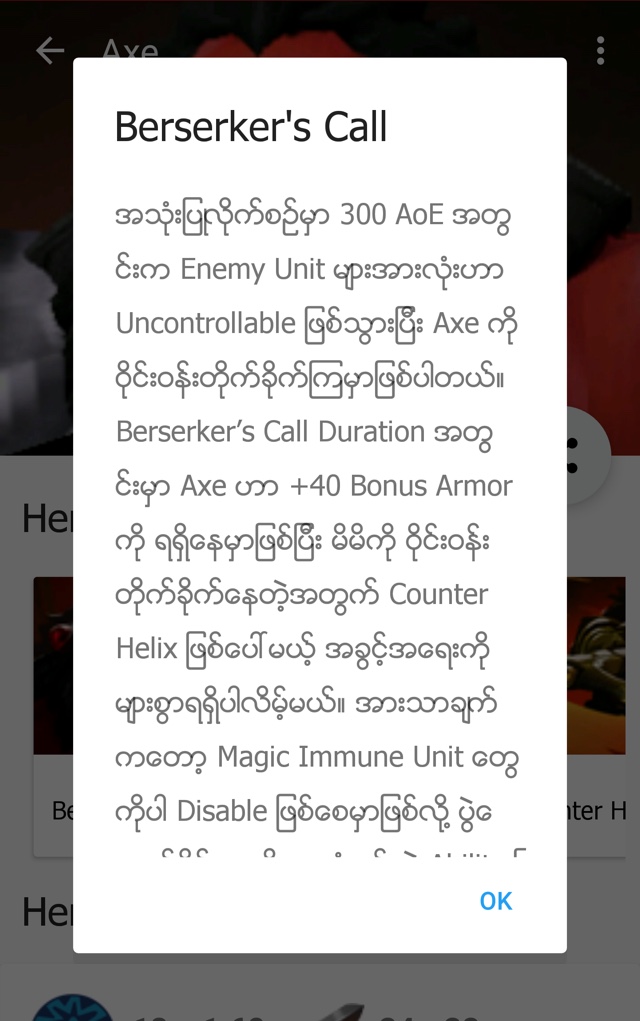 Axe
Berserker's Call
အသုံးပြုလိုက်စဉ်မှာ 300 AoE အတွ
င်းက Enemy Unit များအားလုံးဟာ
Uncontrollable ဖြစ်သွားပြီး Axe ကို
ဝိုင်းဝန်းတိုက်ခိုက်ကြမှာဖြစ်ပါတယ်။
Berserker’s Call Duration အတွ
င်းမှာ Axe ဟာ +40 Bonus Armor
ကို ရရှိနေမှာဖြစ်ပြီး မိမိကို ဝိုင်းဝန်း
တိုက်ခိုက်နေတဲ့အတွက် Counter
Helix ဖြစ်ပေါ်မယ့် အခွင့်အရေးကို
များစွာရရှိပါလိမ့်မယ်။ အားသာချက်
ကတော့ Magic Immune Unit တွေ
ကိုပါ Disable ဖြစ်စေမှာဖြစ်လို့ ပွဲေ
OK
Her
Be
nter H
Her